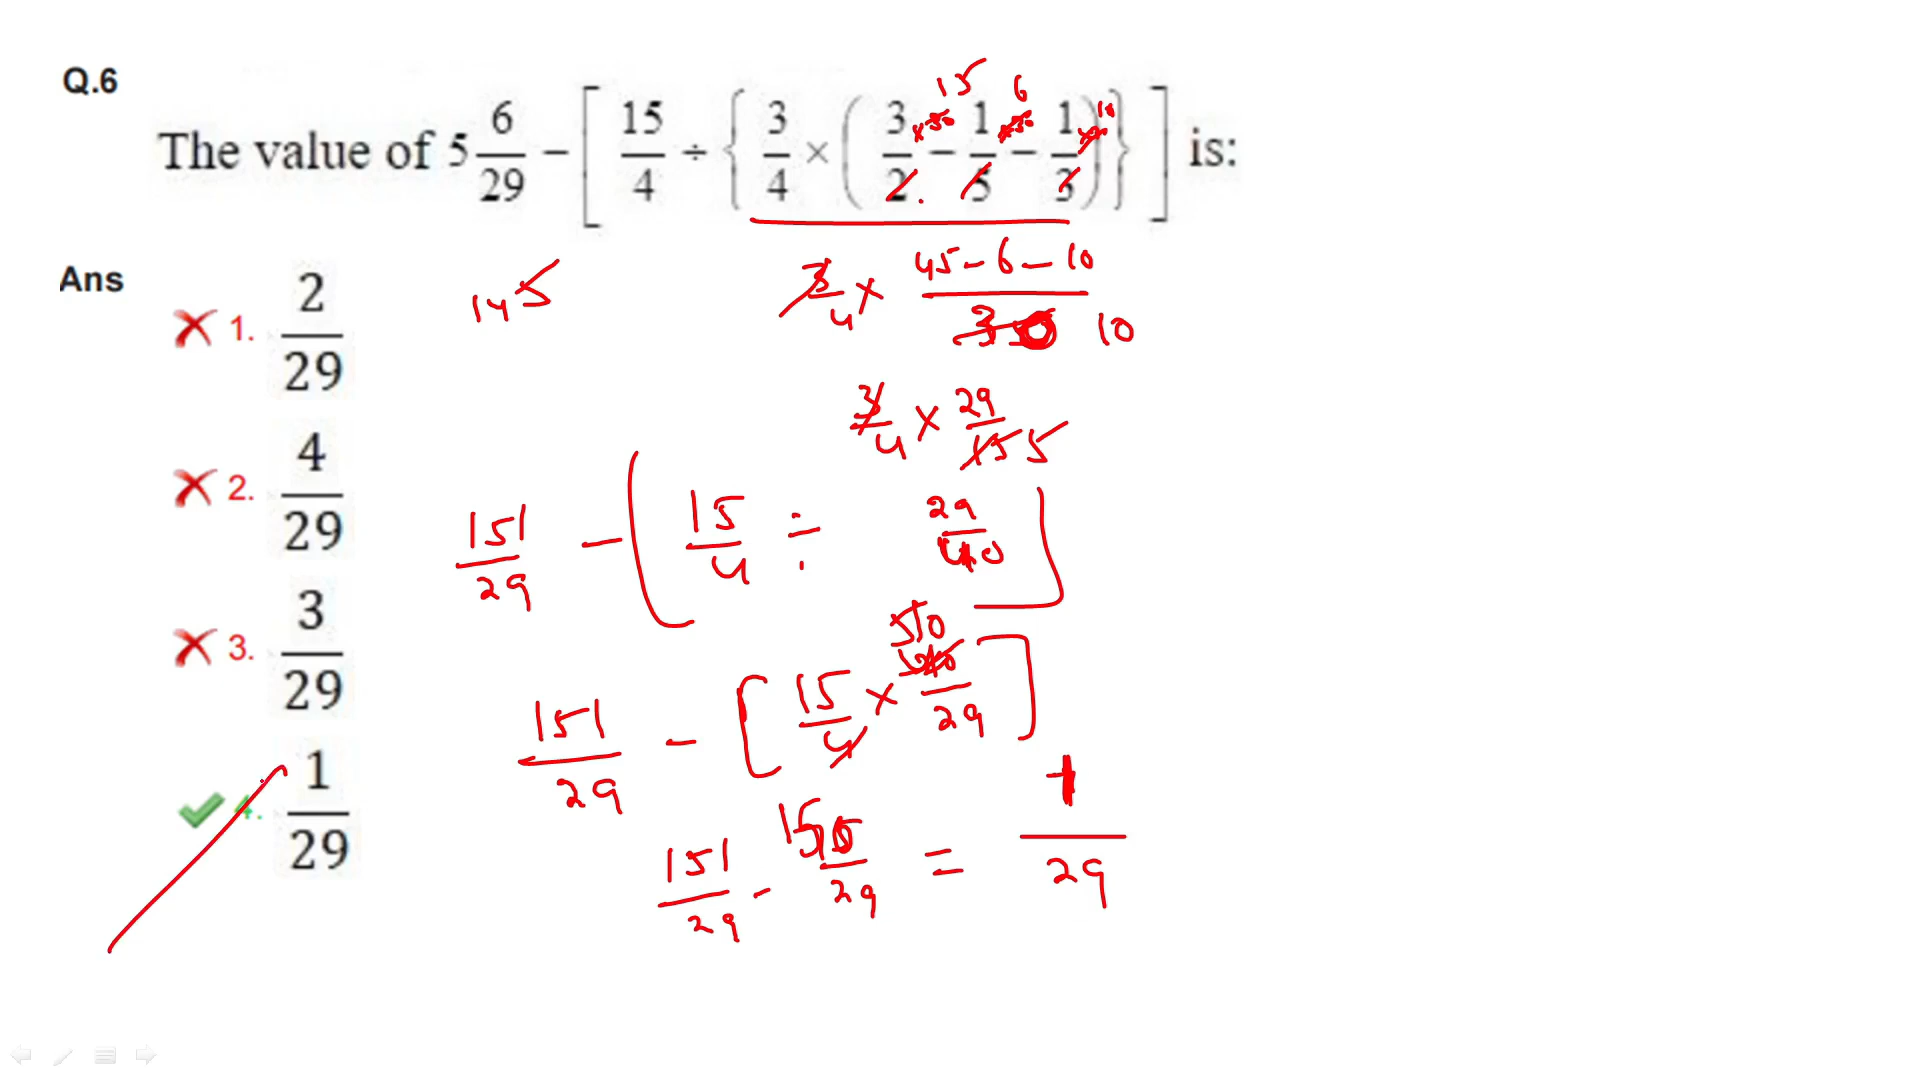 Q.6
The value of 5 6/29 − [ 15/4 ÷ { 3/4 × ( 3/2 − 1/5 − 1/3 ) } ] is:
15 6 10
Ans
1. 2/29
2. 4/29
3. 3/29
4. 1/29
145
3/4 × 45-6-10/30 10
3/4 × 29/15 5
151/29 − ( 15/4 ÷ 29/40 ]
151/29 − [ 15/4 × 40/29 ]
10
151/29 - 150/29 = 1/29